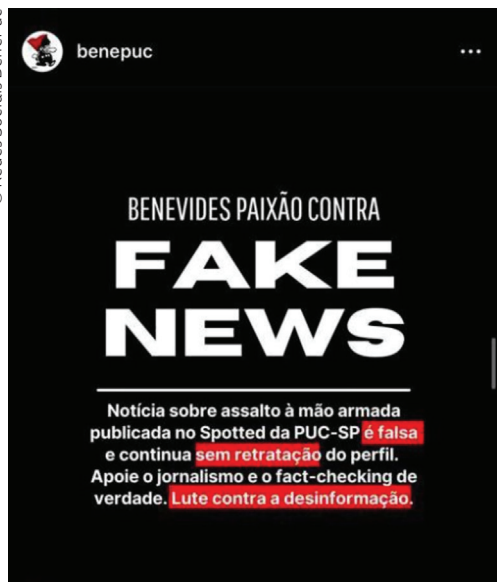 benepuc
BENEVIDES PAIXÃO CONTRA
FAKE
NEWS
Notícia sobre assalto à mão armada
publicada no Spotted da PUC-SP é falsa
e continua sem retratação do perfil.
Apoie o jornalismo e o fact-checking de
verdade. Lute contra a desinformação.